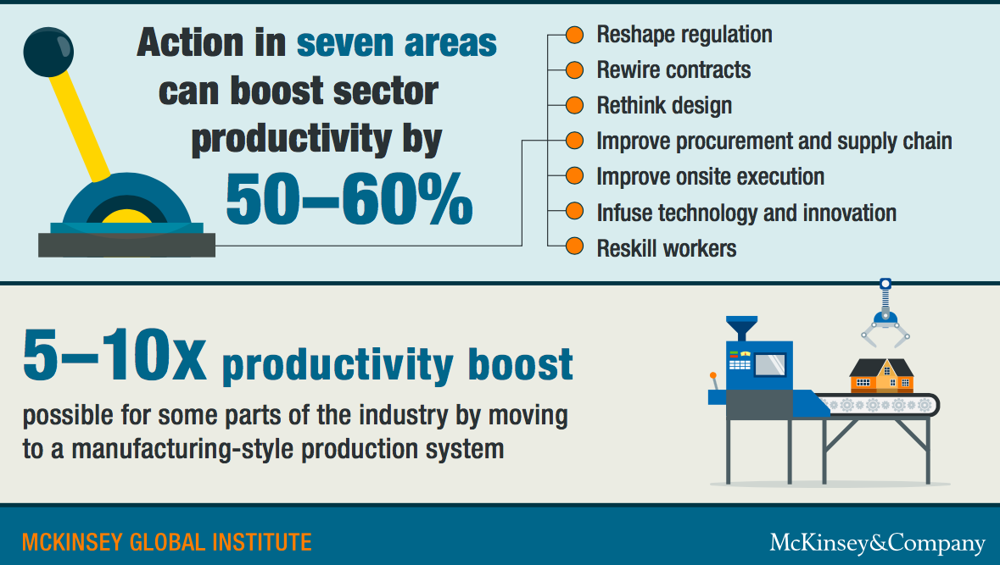 Action in seven areas
can boost sector
productivity by
50–60%
Reshape regulation
Rewire contracts
Rethink design
Improve procurement and supply chain
Improve onsite execution
Infuse technology and innovation
Reskill workers
5–10x productivity boost
possible for some parts of the industry by moving
to a manufacturing-style production system
MCKINSEY GLOBAL INSTITUTE
McKinsey&Company